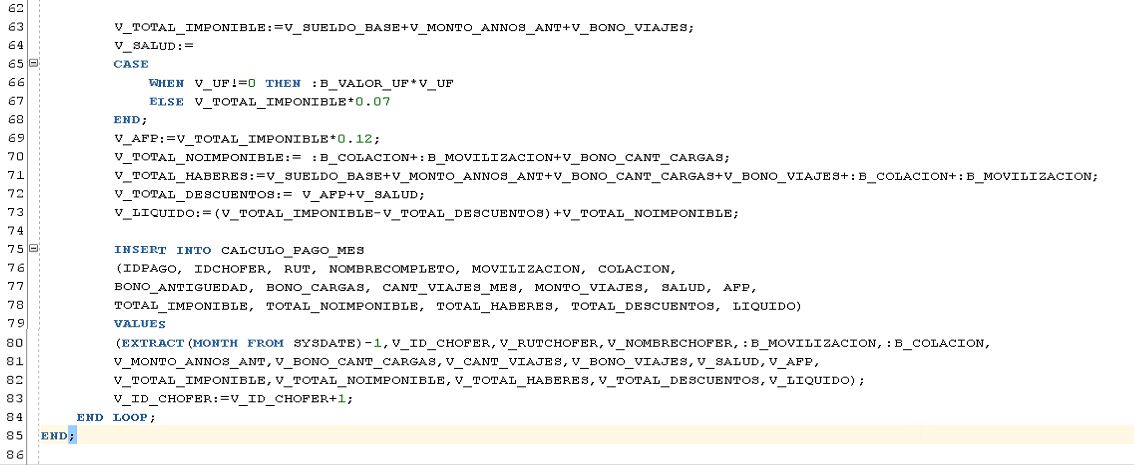 62
63 V_TOTAL_IMPONIBLE:=V_SUELDO_BASE+V_MONTO_ANNOS_ANT+V_BONO_VIAJES;
64 V_SALUD:=
65 CASE
66 WHEN V_UF!=0 THEN :B_VALOR_UF*V_UF
67 ELSE V_TOTAL_IMPONIBLE*0.07
68 END;
69 V_AFP:=V_TOTAL_IMPONIBLE*0.12;
70 V_TOTAL_NOIMPONIBLE:= :B_COLACION+:B_MOVILIZACION+V_BONO_CANT_CARGAS;
71 V_TOTAL_HABERES:=V_SUELDO_BASE+V_MONTO_ANNOS_ANT+V_BONO_CANT_CARGAS+V_BONO_VIAJES+:B_COLACION+:B_MOVILIZACION;
72 V_TOTAL_DESCUENTOS:= V_AFP+V_SALUD;
73 V_LIQUIDO:=(V_TOTAL_IMPONIBLE-V_TOTAL_DESCUENTOS)+V_TOTAL_NOIMPONIBLE;
74
75 INSERT INTO CALCULO_PAGO_MES
76 (IDPAGO, IDCHOFER, RUT, NOMBRECOMPLETO, MOVILIZACION, COLACION,
77 BONO_ANTIGUEDAD, BONO_CARGAS, CANT_VIAJES_MES, MONTO_VIAJES, SALUD, AFP,
78 TOTAL_IMPONIBLE, TOTAL_NOIMPONIBLE, TOTAL_HABERES, TOTAL_DESCUENTOS, LIQUIDO)
79 VALUES
80 (EXTRACT(MONTH FROM SYSDATE)-1,V_ID_CHOFER,V_RUTCHOFER,V_NOMBRECHOFER,:B_MOVILIZACION,:B_COLACION,
81 V_MONTO_ANNOS_ANT,V_BONO_CANT_CARGAS,V_CANT_VIAJES,V_BONO_VIAJES,V_SALUD,V_AFP,
82 V_TOTAL_IMPONIBLE,V_TOTAL_NOIMPONIBLE,V_TOTAL_HABERES,V_TOTAL_DESCUENTOS,V_LIQUIDO);
83 V_ID_CHOFER:=V_ID_CHOFER+1;
84 END LOOP;
85 END;
86